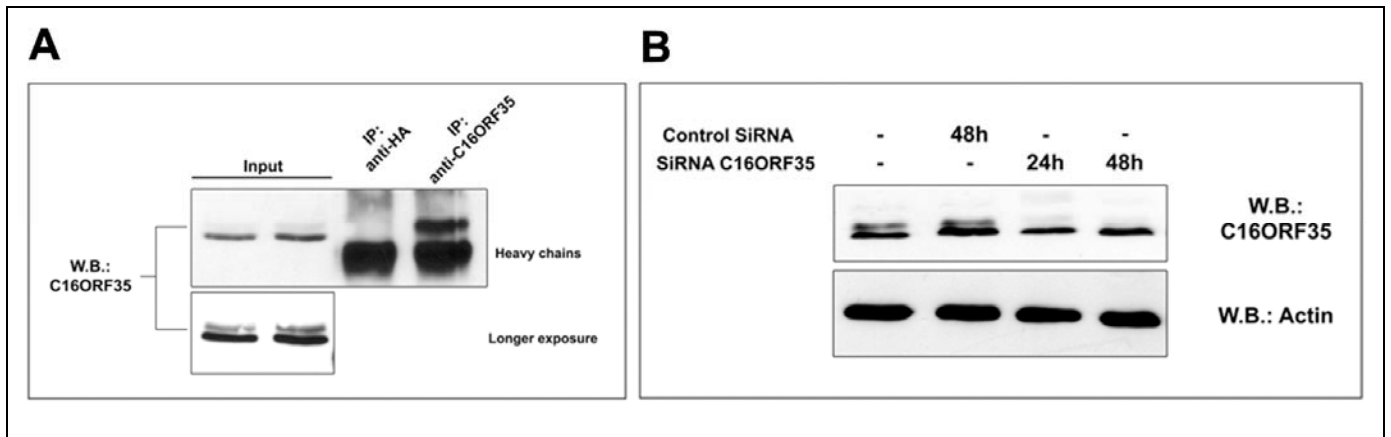 A
Input
IP:
anti-HA
IP:
anti-C16ORF35
W.B.:
C16ORF35
Heavy chains
Longer exposure
B
Control SiRNA - 48h - -
SiRNA C16ORF35 - - 24h 48h
W.B.:
C16ORF35
W.B.: Actin